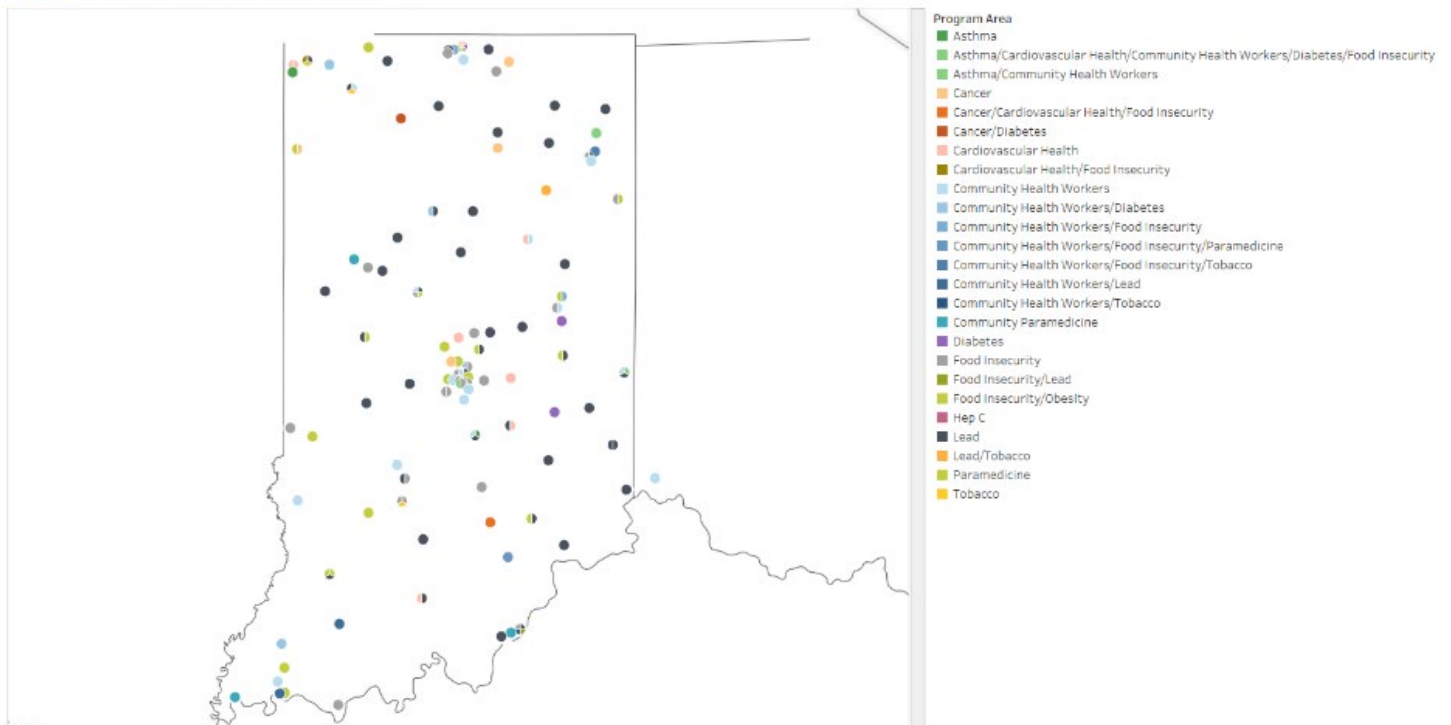 Program Area
Asthma
Asthma/Cardiovascular Health/Community Health Workers/Diabetes/Food Insecurity
Asthma/Community Health Workers
Cancer
Cancer/Cardiovascular Health/Food Insecurity
Cancer/Diabetes
Cardiovascular Health
Cardiovascular Health/Food Insecurity
Community Health Workers
Community Health Workers/Diabetes
Community Health Workers/Food Insecurity
Community Health Workers/Food Insecurity/Paramedicine
Community Health Workers/Food Insecurity/Tobacco
Community Health Workers/Lead
Community Health Workers/Tobacco
Community Paramedicine
Diabetes
Food Insecurity
Food Insecurity/Lead
Food Insecurity/Obesity
Hep C
Lead
Lead/Tobacco
Paramedicine
Tobacco